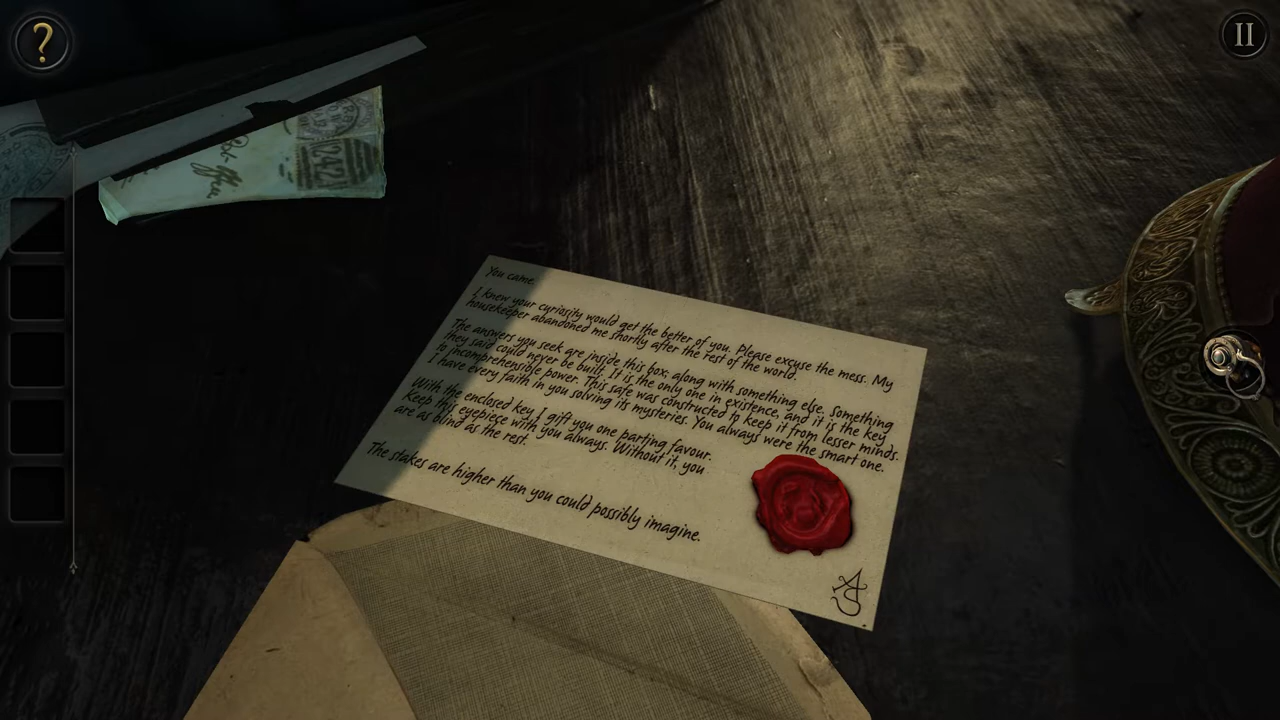 You came.
I knew your curiosity would get the better of you. Please excuse the mess. My
housekeeper abandoned me shortly after the rest of the world.
The answers you seek are inside this box; along with something else. Something
they said could never be built. It is the only one in existence, and it is the key
to incomprehensible power. This safe was constructed to keep it from lesser minds.
I have every faith in you solving its mysteries. You always were the smart one.
With the enclosed key I gift you one parting favour.
Keep this eyepiece with you always. Without it, you
are as blind as the rest.
The stakes are higher than you could possibly imagine.
AS
?
II
242